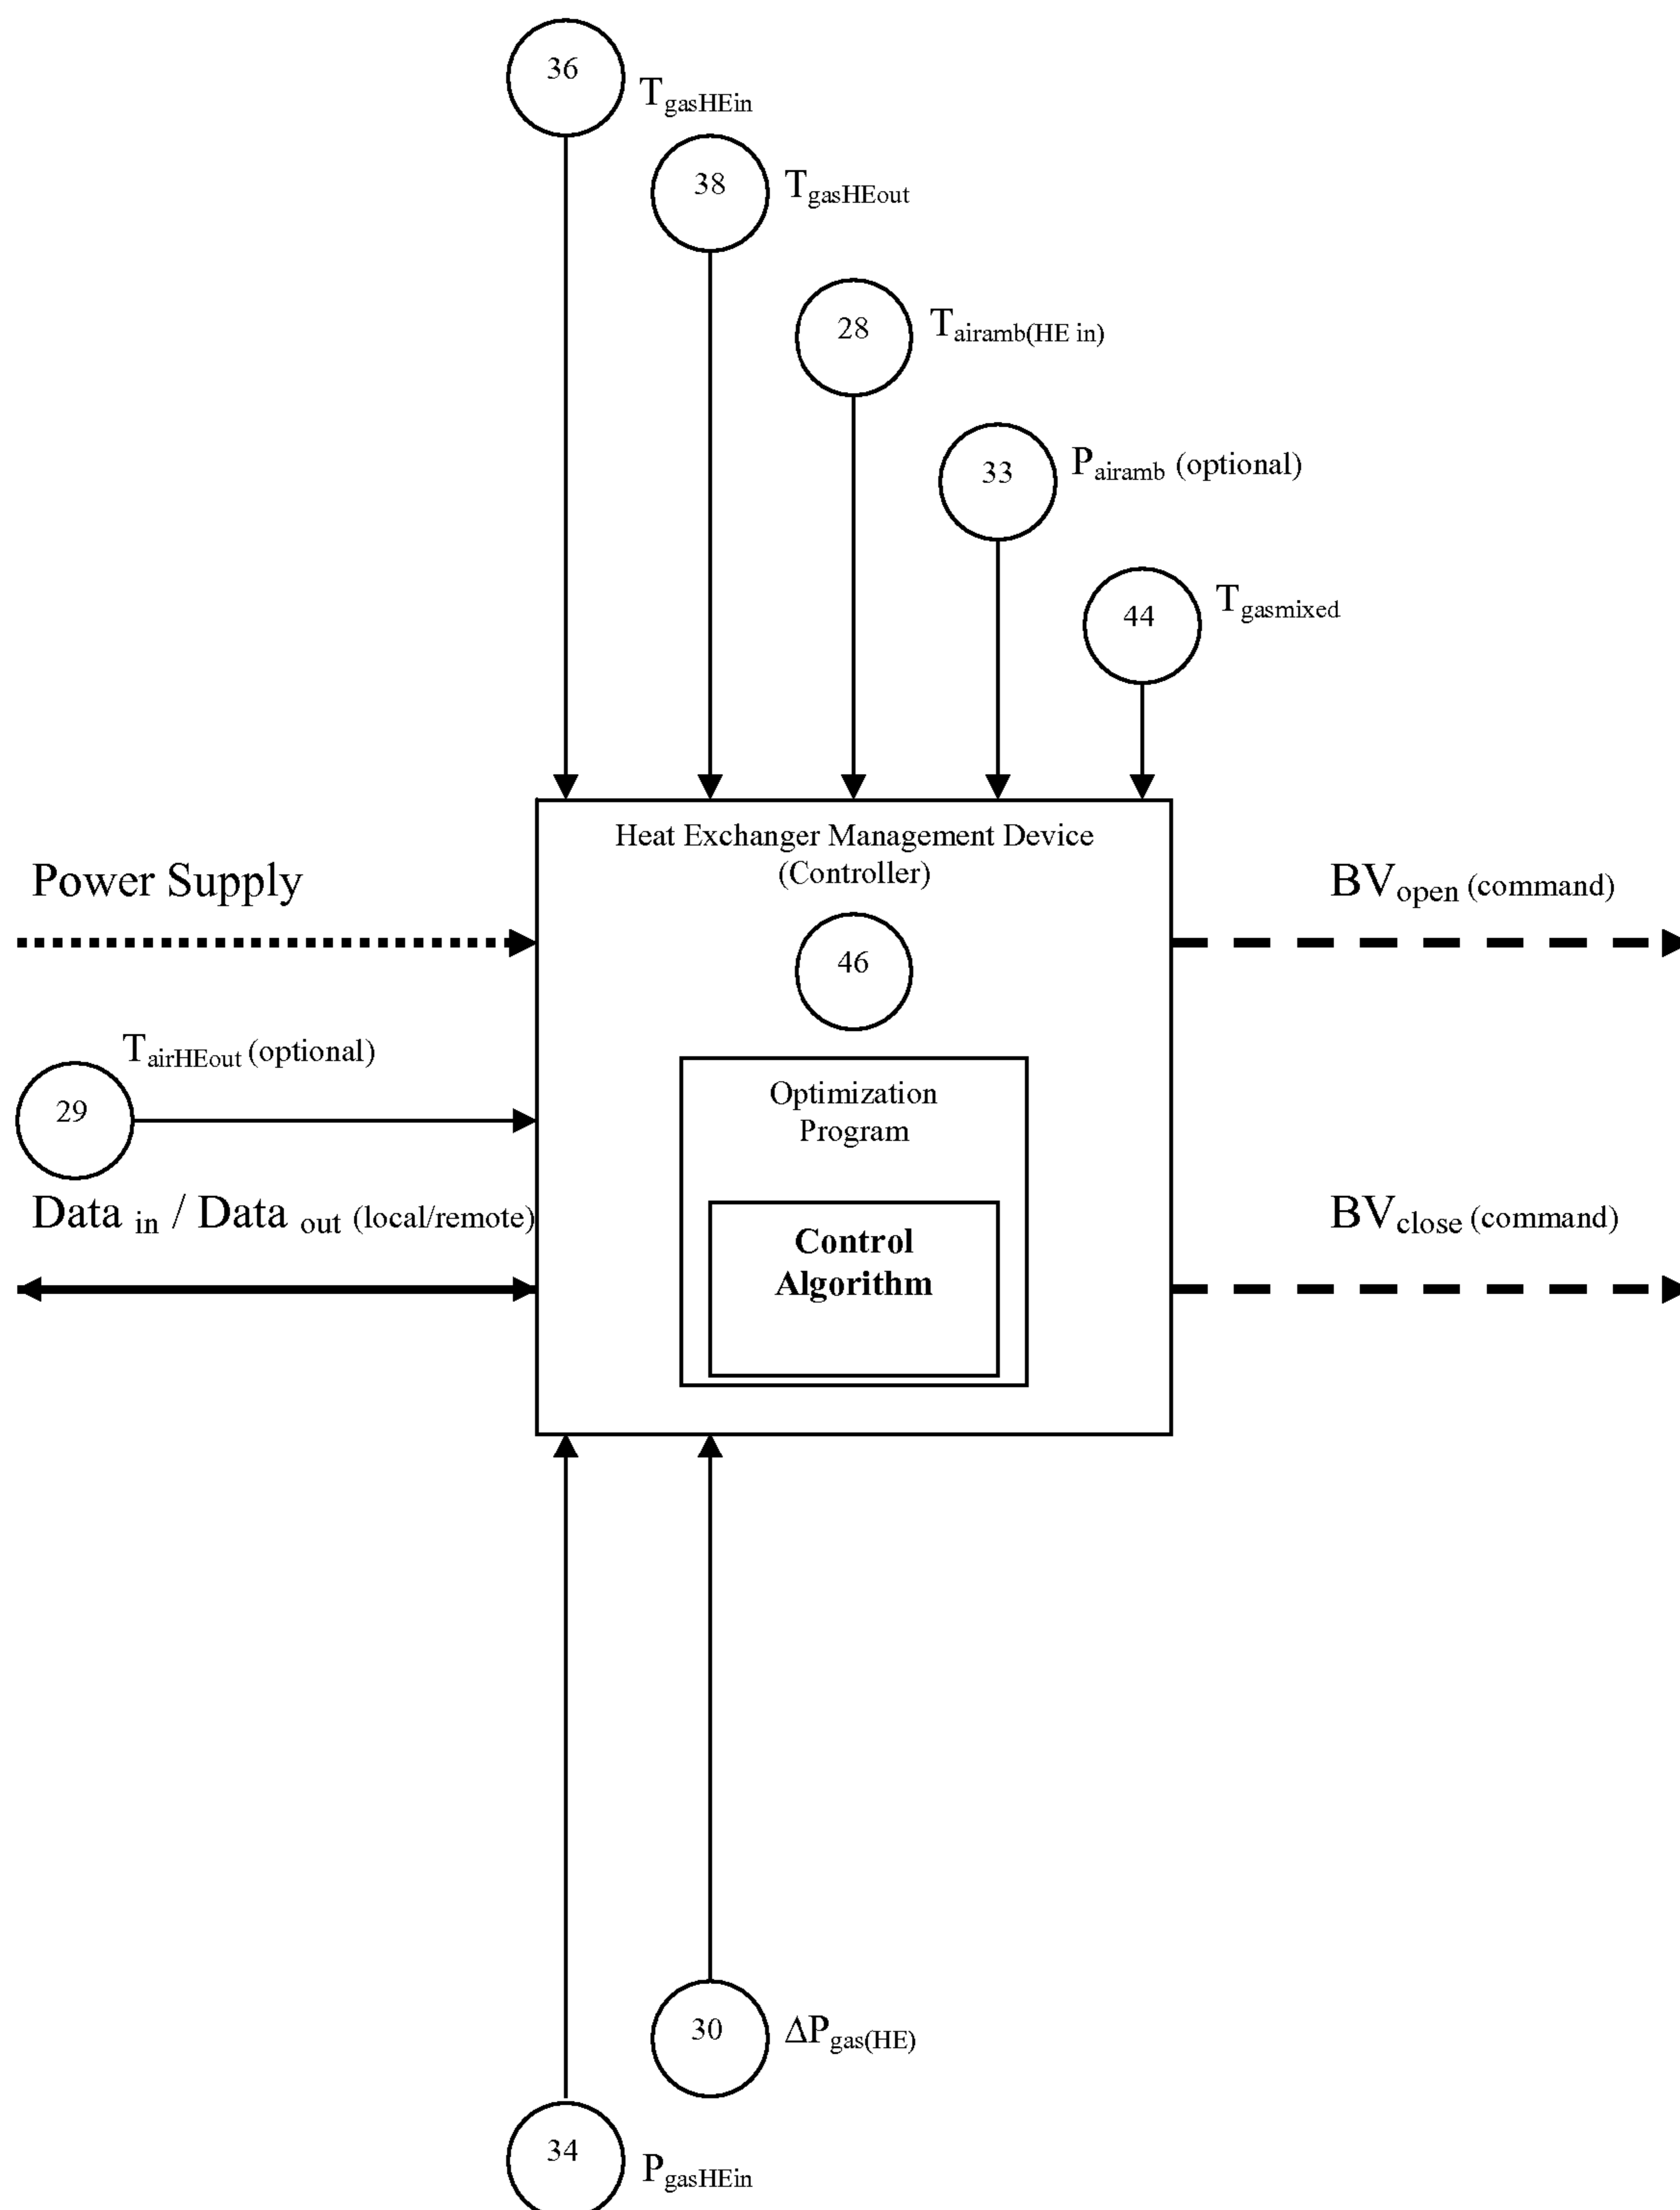 36
TgasHEin
38
TgasHEout
28
Tairamb(HE in)
33
Pairamb (optional)
44
Tgasmixed
Heat Exchanger Management Device
(Controller)
Power Supply
BVopen (command)
46
TairHEout (optional)
29
Optimization
Program
Data in / Data out (local/remote)
BVclose (command)
Control
Algorithm
30
ΔPgas(HE)
34
PgasHEin